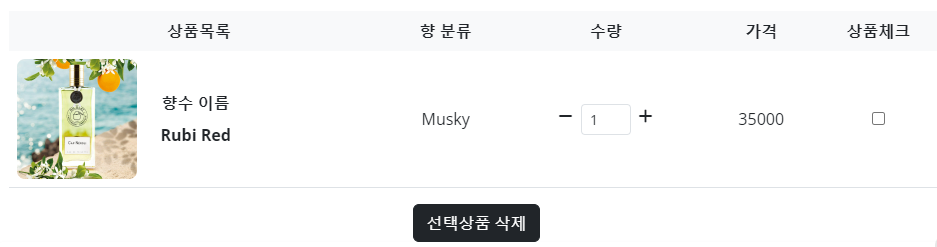 상품목록 향 분류 수량 가격 상품체크
향수 이름
Rubi Red
Musky
− 1 +
35000
선택상품 삭제